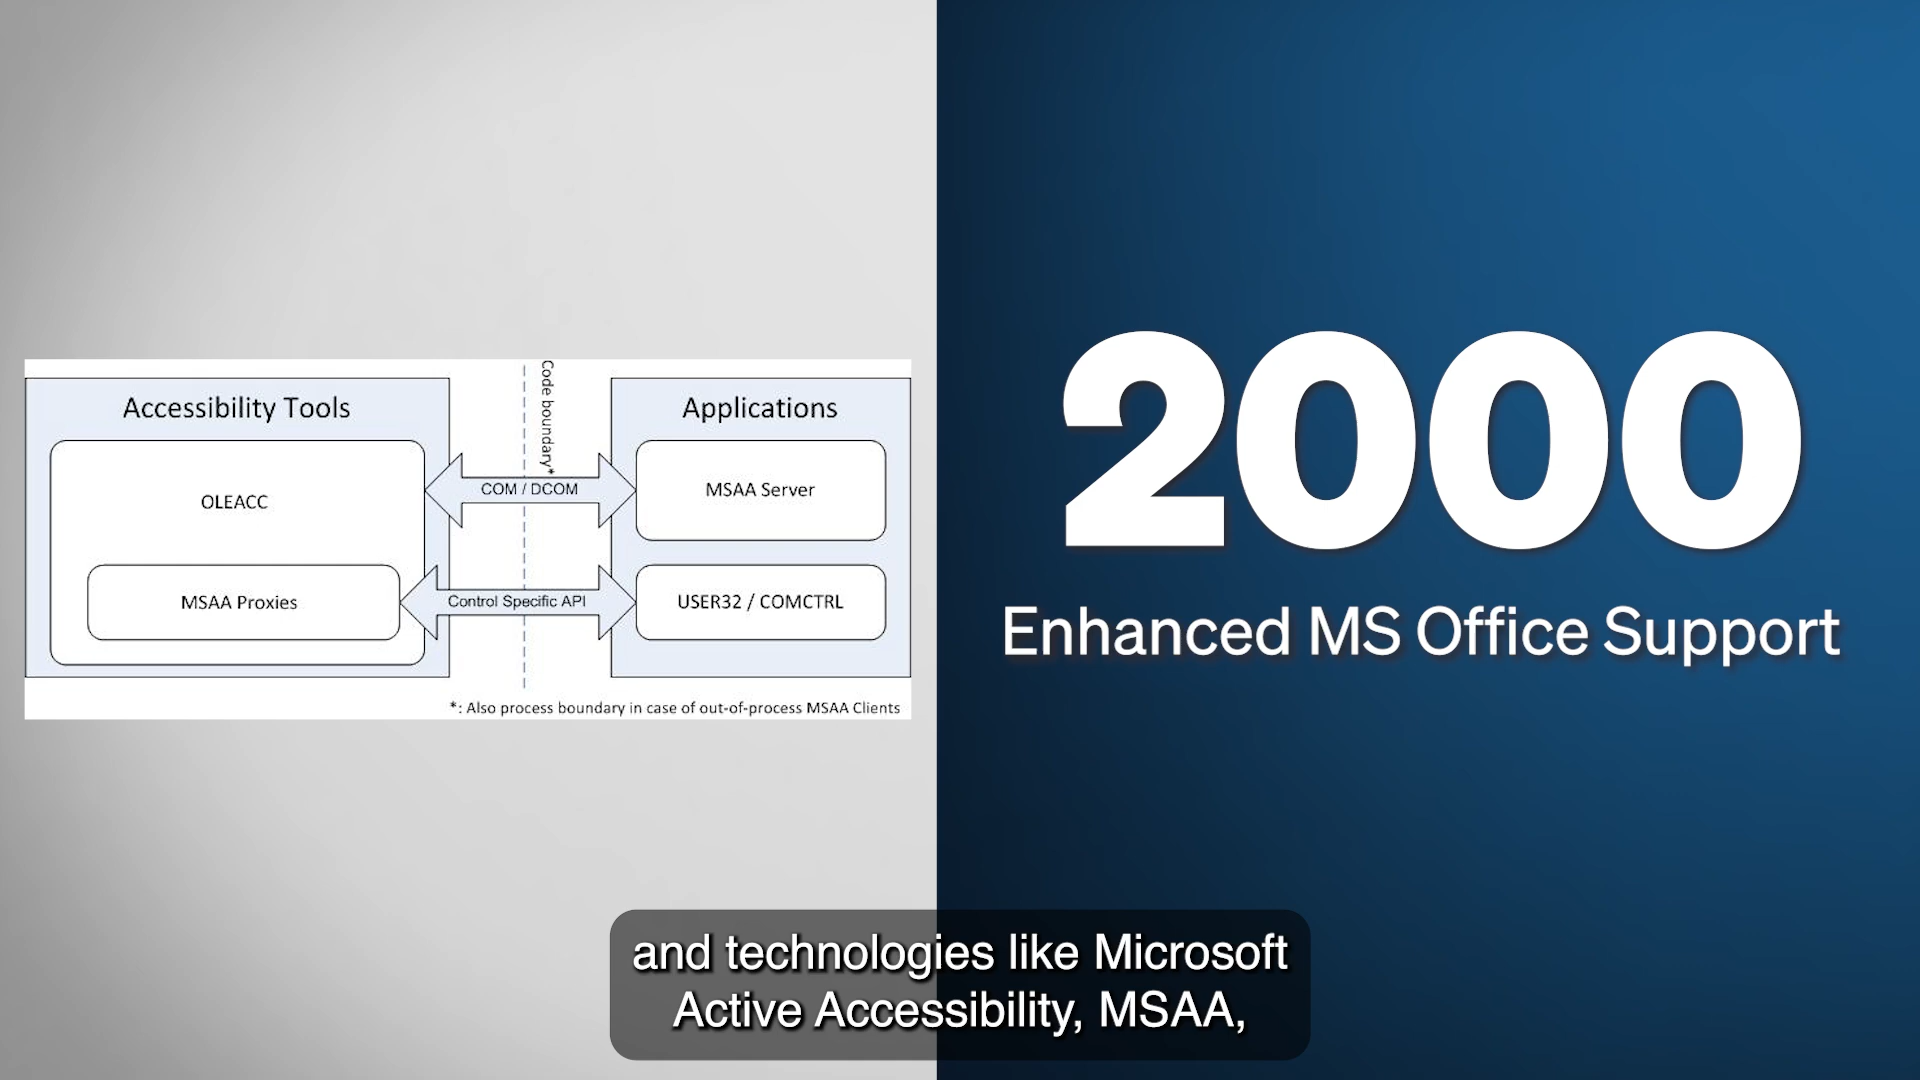 Accessibility Tools
OLEACC
MSAA Proxies
Code boundary*
COM / DCOM
Control Specific API
Applications
MSAA Server
USER32 / COMCTRL
*: Also process boundary in case of out-of-process MSAA Clients
2000
Enhanced MS Office Support
and technologies like Microsoft
Active Accessibility, MSAA,